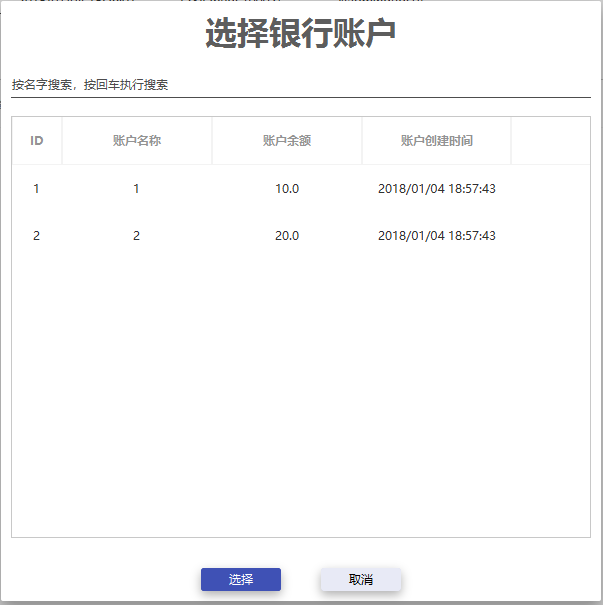 选择银行账户
按名字搜索，按回车执行搜索
ID 账户名称 账户余额 账户创建时间
1 1 10.0 2018/01/04 18:57:43
2 2 20.0 2018/01/04 18:57:43
选择 取消